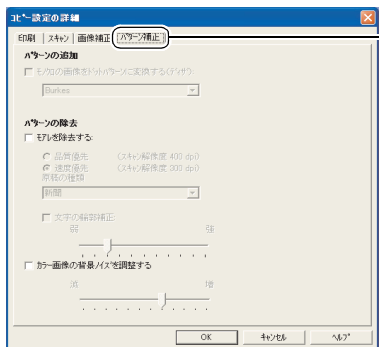 コピー設定の詳細
印刷 スキャン 画像補正 パターン補正
パターンの追加
モノクロの画像をドットパターンに変換する(ディザ)
Burkes
パターンの除去
モアレを除去する:
品質優先 (スキャン解像度 400 dpi)
速度優先 (スキャン解像度 300 dpi)
原稿の種類
新聞
文字の輪郭補正:
弱 強
カラー画像の背景ノイズを調整する
減 増
OK キャンセル ヘルプ